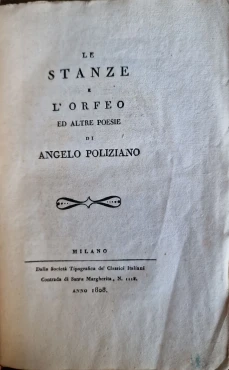 LE
STANZE
E
L'ORFEO
ED ALTRE POESIE
DI
ANGELO POLIZIANO
MILANO
Dalla Società Tipografica de' Classici Italiani
Contrada di Santa Margherita, N. 1118.
ANNO 1808.